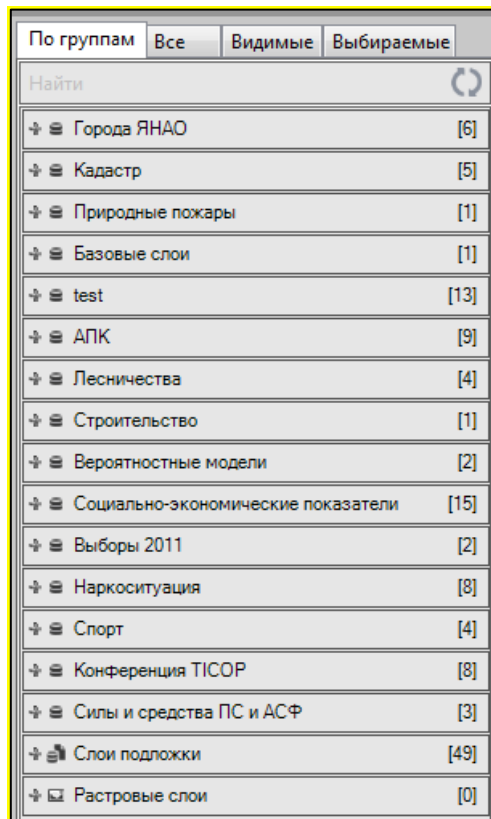 По группам Все Видимые Выбираемые
Найти
Города ЯНАО [6]
Кадастр [5]
Природные пожары [1]
Базовые слои [1]
test [13]
АПК [9]
Лесничества [4]
Строительство [1]
Вероятностные модели [2]
Социально-экономические показатели [15]
Выборы 2011 [2]
Наркоситуация [8]
Спорт [4]
Конференция TICOP [8]
Силы и средства ПС и АСФ [3]
Слои подложки [49]
Растровые слои [0]